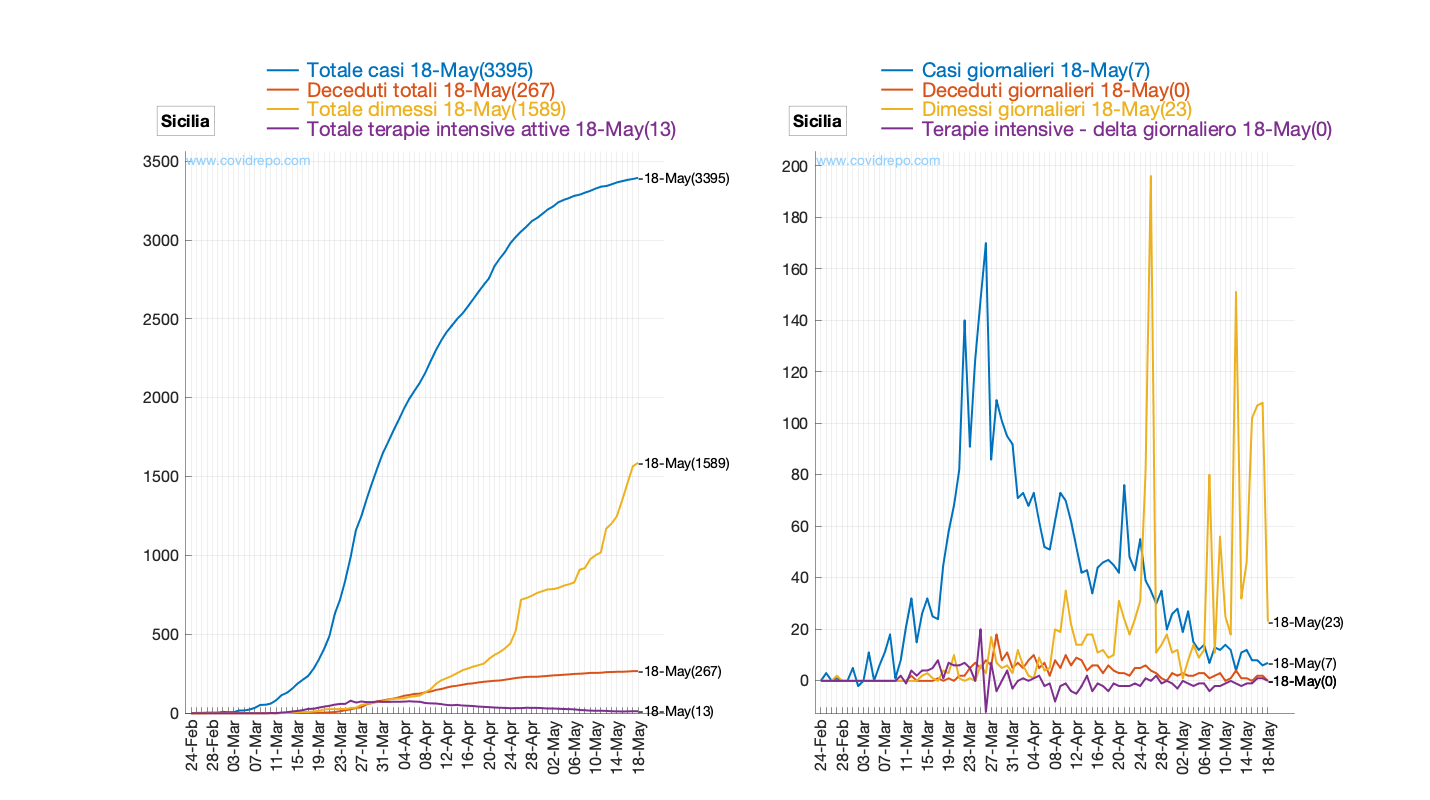 Totale casi 18-May(3395)
Deceduti totali 18-May(267)
Totale dimessi 18-May(1589)
Totale terapie intensive attive 18-May(13)
Sicilia
www.covidrepo.com
3500
3000
2500
2000
1500
1000
500
0
18-May(3395)
18-May(1589)
18-May(267)
18-May(13)
24-Feb
28-Feb
03-Mar
07-Mar
11-Mar
15-Mar
19-Mar
23-Mar
27-Mar
31-Mar
04-Apr
08-Apr
12-Apr
16-Apr
20-Apr
24-Apr
28-Apr
02-May
06-May
10-May
14-May
18-May
Casi giornalieri 18-May(7)
Deceduti giornalieri 18-May(0)
Dimessi giornalieri 18-May(23)
Terapie intensive - delta giornaliero 18-May(0)
Sicilia
www.covidrepo.com
200
180
160
140
120
100
80
60
40
20
0
18-May(23)
18-May(7)
18-May(0)
24-Feb
28-Feb
03-Mar
07-Mar
11-Mar
15-Mar
19-Mar
23-Mar
27-Mar
31-Mar
04-Apr
08-Apr
12-Apr
16-Apr
20-Apr
24-Apr
28-Apr
02-May
06-May
10-May
14-May
18-May